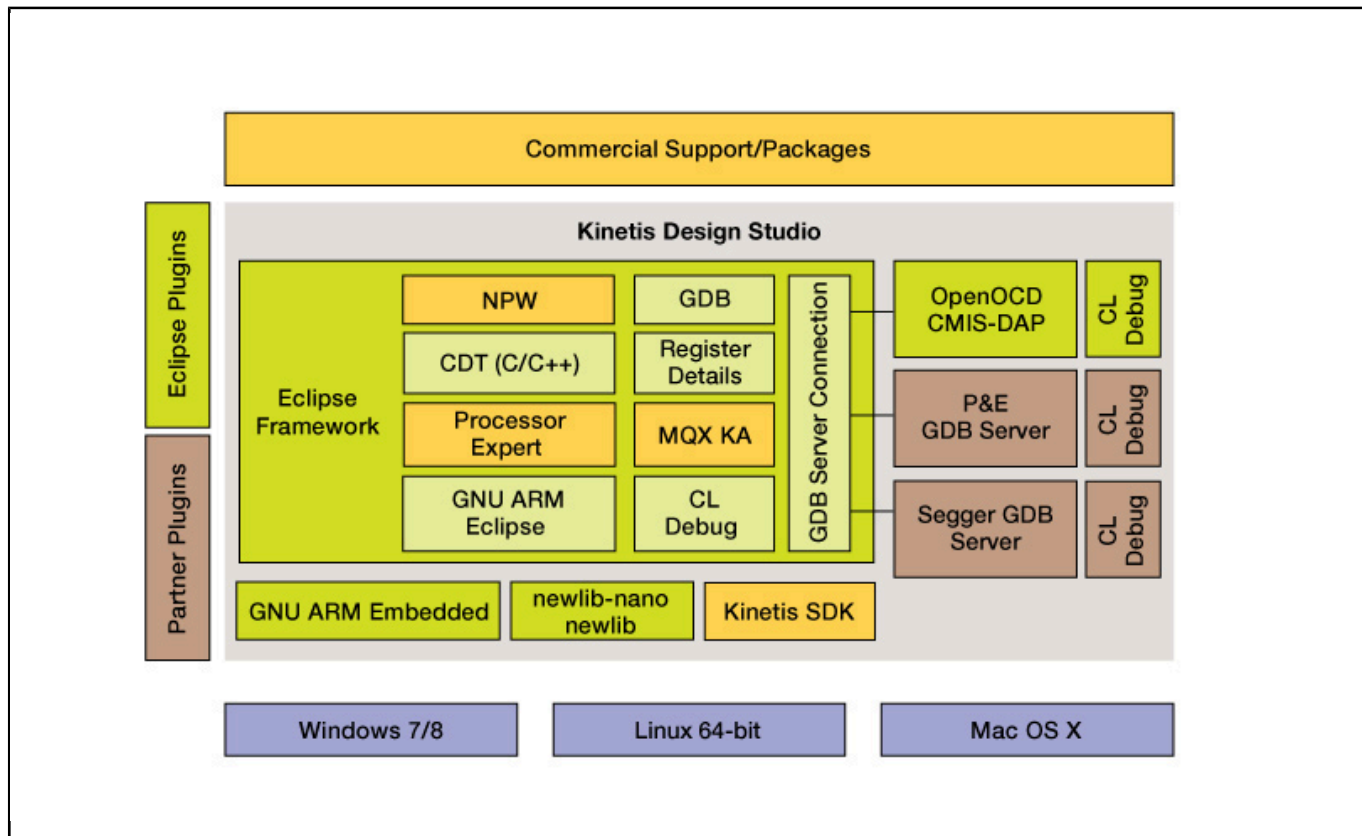 Commercial Support/Packages
Eclipse Plugins
Partner Plugins
Kinetis Design Studio
Eclipse
Framework
NPW
CDT (C/C++)
Processor
Expert
GNU ARM
Eclipse
GDB
Register
Details
MQX KA
CL
Debug
GDB Server Connection
OpenOCD
CMIS-DAP
CL
Debug
P&E
GDB Server
CL
Debug
Segger GDB
Server
CL
Debug
GNU ARM Embedded
newlib-nano
newlib
Kinetis SDK
Windows 7/8
Linux 64-bit
Mac OS X